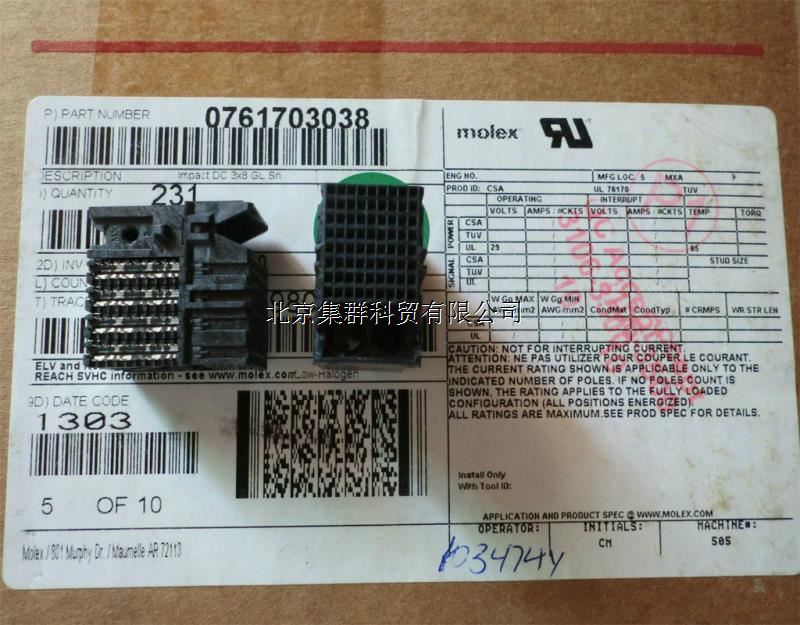 P) PART NUMBER 0761703038
DESCRIPTION Impact DC 3x8 GL Sn
) QUANTITY 231
2D) INV
L) COUN
T) TRAC
ELV and
REACH SVHC information - see www.molex.com Low-Halogen
9D) DATE CODE
1303
5 OF 10
Molex / 801 Murphy Dr. / Maumelle AR 72113
molex
ENG NO. MFG LOC. 5 MXA
PROD ID: CSA UL 76170 TUV
OPERATING INTERRUPT
VOLTS AMPS / #CKTS VOLTS AMPS / #CKTS TEMP TORQ
POWER CSA
TUV
UL 29 85
SIGNAL CSA STUD SIZE
TUV
UL
W Gg MAX W Gg MIN
mm2 AWG mm2 CondMat CondTyp # CRMPS WR STR LEN
UL
CAUTION: NOT FOR INTERRUPTING CURRENT.
ATTENTION: NE PAS UTILIZER POUR COUPER LE COURANT.
THE CURRENT RATING SHOWN IS APPLICABLE ONLY TO THE
INDICATED NUMBER OF POLES. IF NO POLES COUNT IS
SHOWN, THE RATING APPLIES TO THE FULLY LOADED
CONFIGURATION (ALL POSITIONS ENERGIZED)
ALL RATINGS ARE MAXIMUM.SEE PROD SPEC FOR DETAILS.
Install Only
With Tool ID:
APPLICATION AND PRODUCT SPEC @ WWW.MOLEX.COM
OPERATOR: INITIALS: MACHINE#:
CM 505
1034744
北京集群科贸有限公司